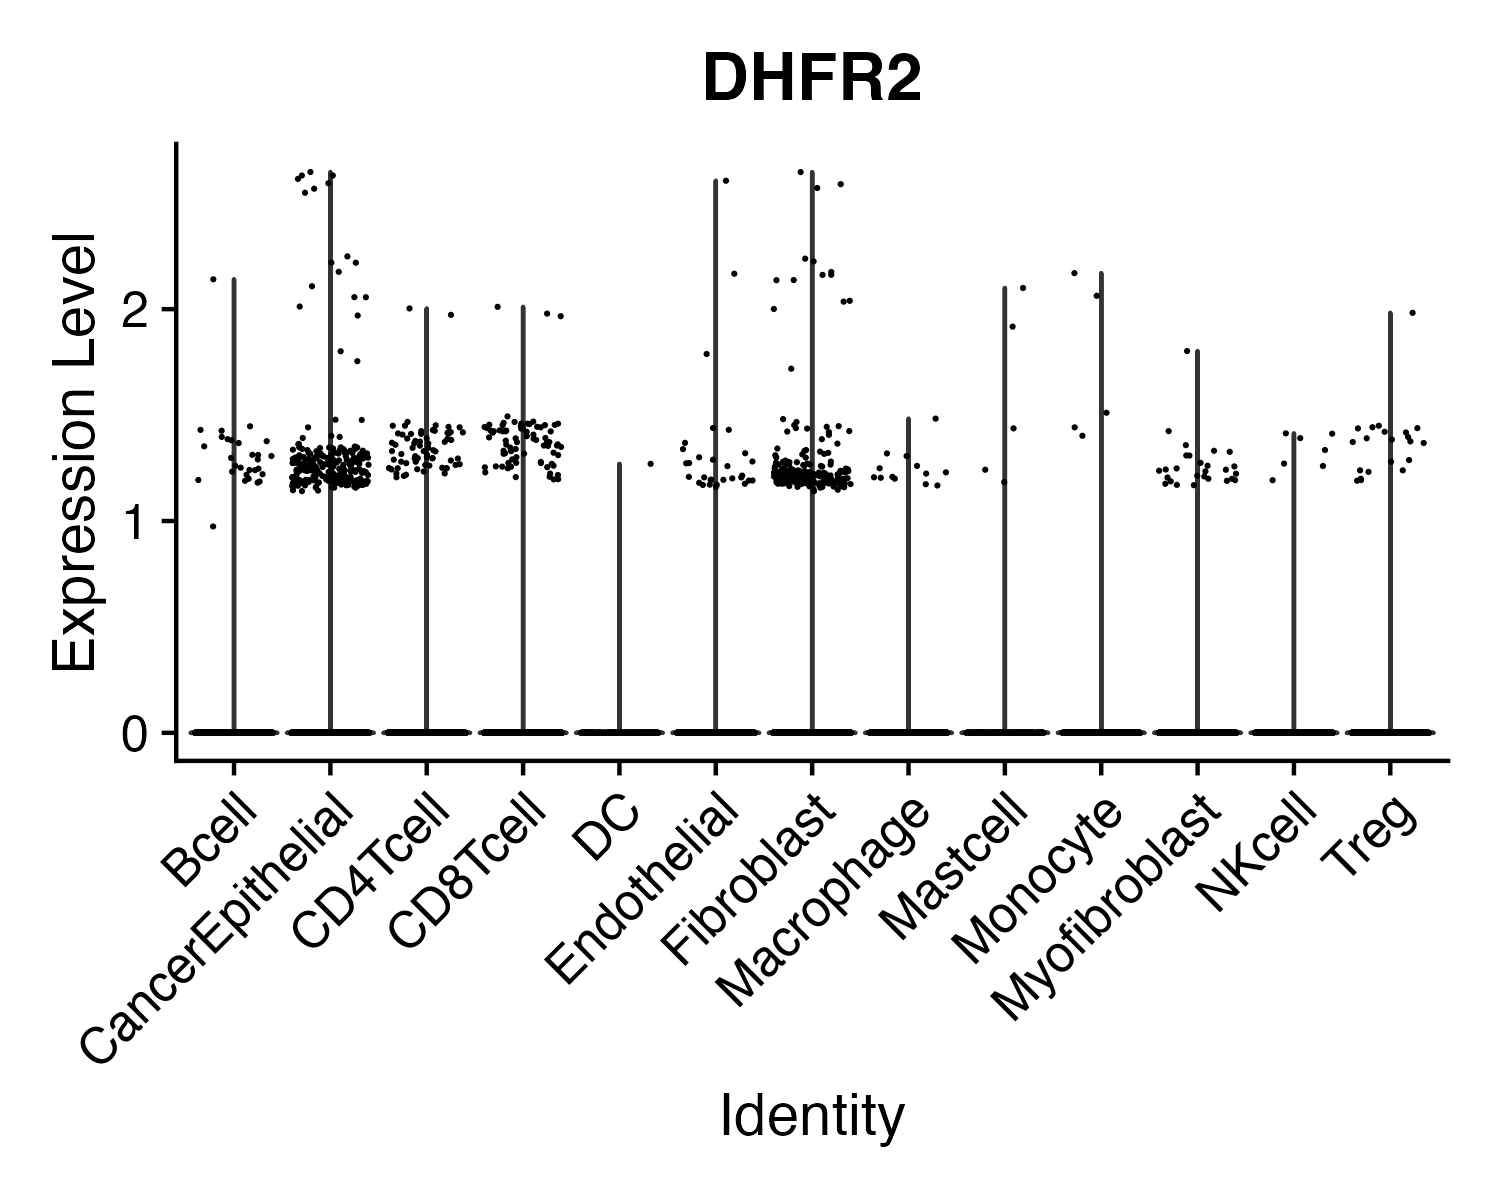 DHFR2
Expression Level
2
1
0
Bcell
CancerEpithelial
CD4Tcell
CD8Tcell
DC
Endothelial
Fibroblast
Macrophage
Mastcell
Monocyte
Myofibroblast
NKcell
Treg
Identity